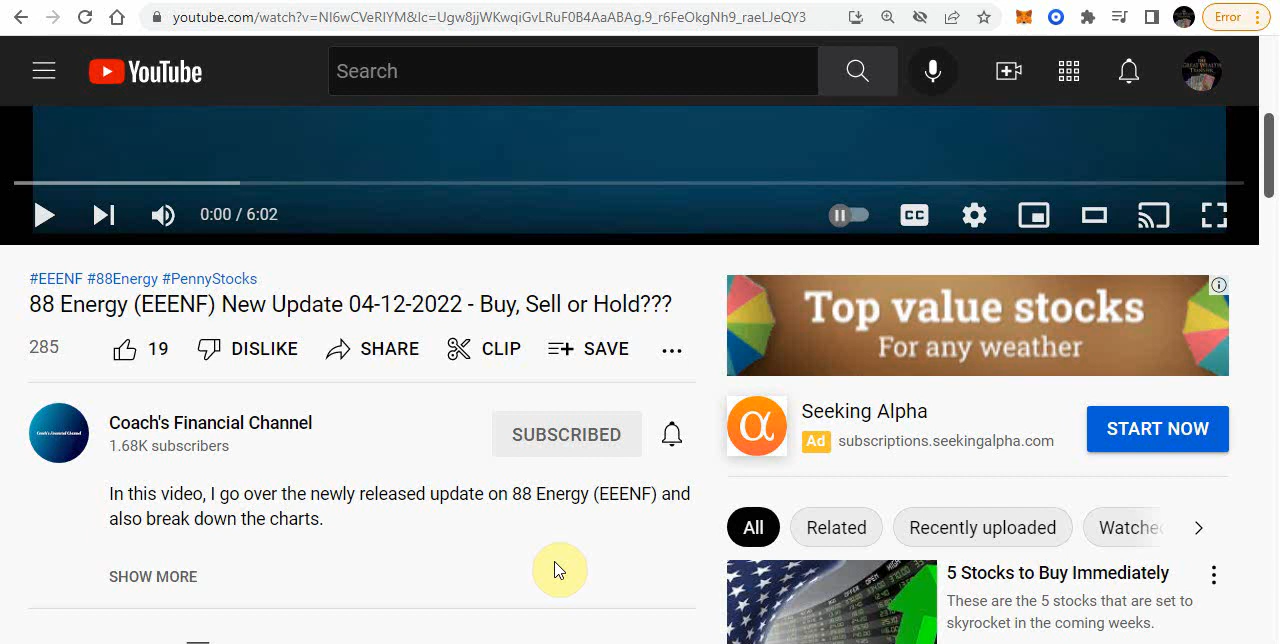 youtube.com/watch?v=NI6wCVeRIYM&lc=Ugw8jjWKwqiGvLRuF0B4AaABAg.9_r6FeOkgNh9_raeLJeQY3
Error
YouTube
Search
0:00 / 6:02
CC
#EEENF #88Energy #PennyStocks
88 Energy (EEENF) New Update 04-12-2022 - Buy, Sell or Hold???
285
19
DISLIKE
SHARE
CLIP
SAVE
Coach's Financial Channel
1.68K subscribers
SUBSCRIBED
In this video, I go over the newly released update on 88 Energy (EEENF) and
also break down the charts.
SHOW MORE
Top value stocks
For any weather
Seeking Alpha
Ad subscriptions.seekingalpha.com
START NOW
All
Related
Recently uploaded
Watched
5 Stocks to Buy Immediately
These are the 5 stocks that are set to
skyrocket in the coming weeks.